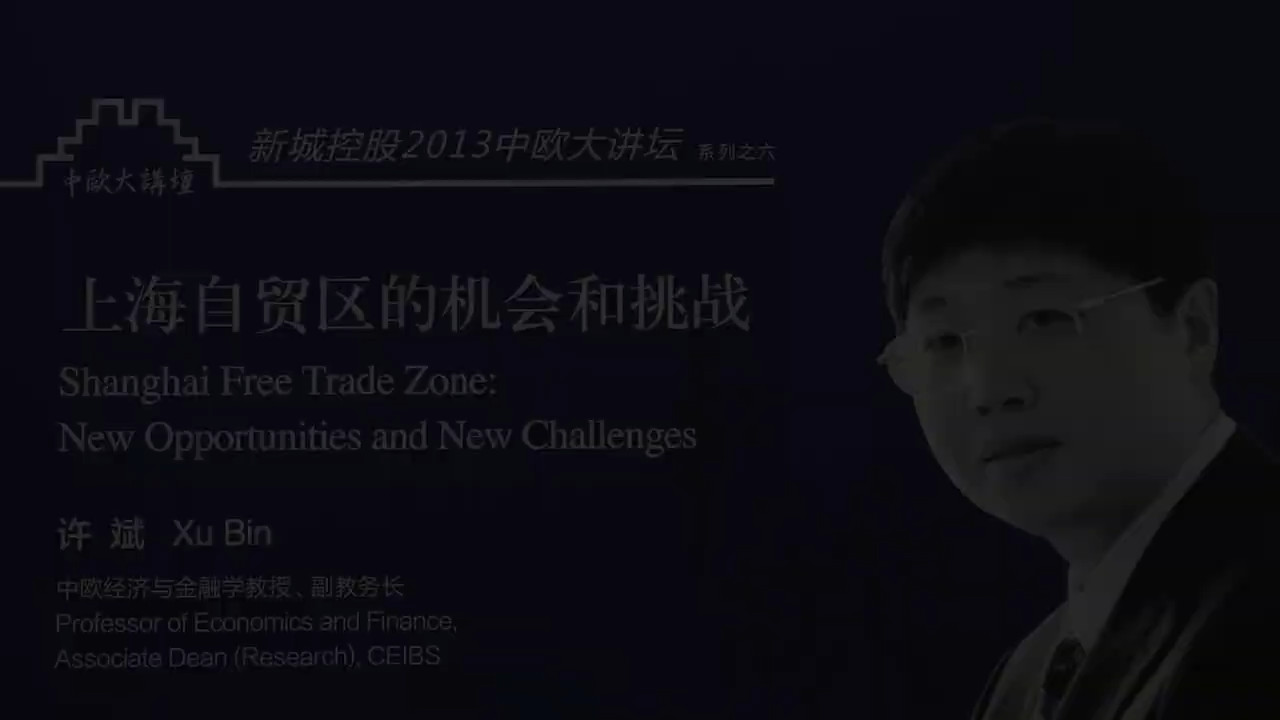 新城控股2013中欧大讲坛 系列之六
中欧大講壇
上海自贸区的机会和挑战
Shanghai Free Trade Zone:
New Opportunities and New Challenges
许 斌 Xu Bin
中欧经济与金融学教授、副教务长
Professor of Economics and Finance,
Associate Dean (Research), CEIBS